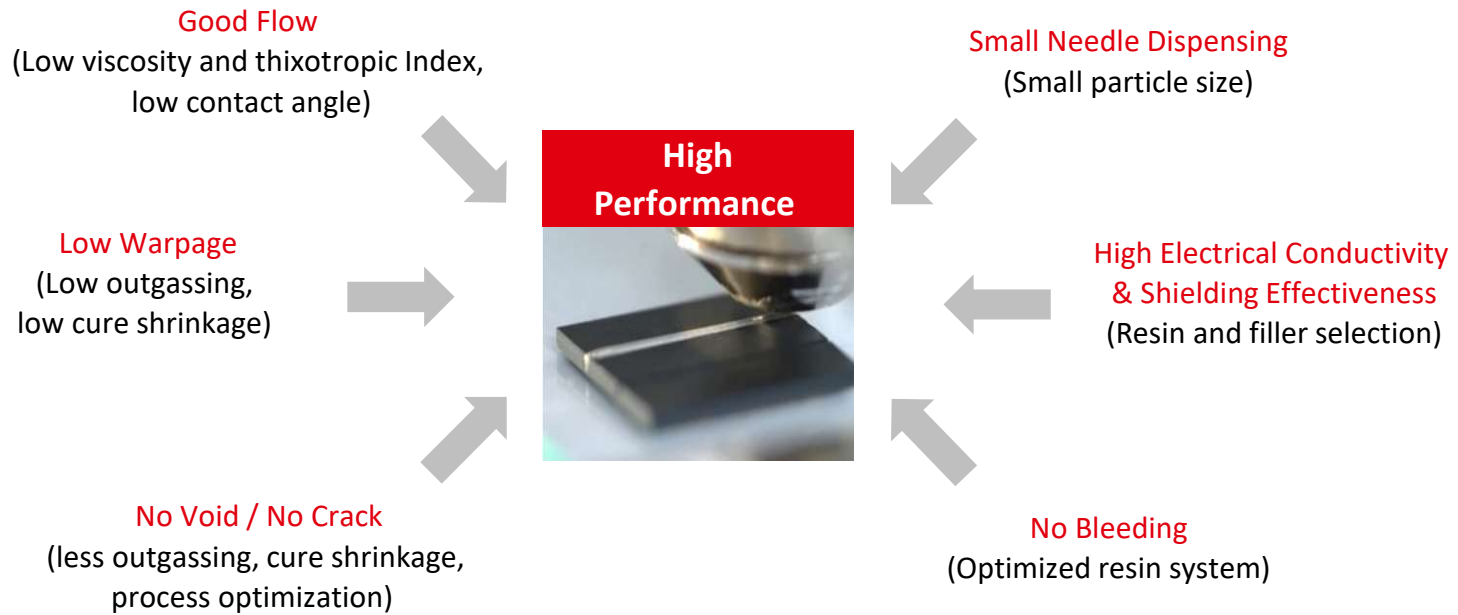 Good Flow
(Low viscosity and thixotropic Index,
low contact angle)
Small Needle Dispensing
(Small particle size)
High
Performance
Low Warpage
(Low outgassing,
low cure shrinkage)
High Electrical Conductivity
& Shielding Effectiveness
(Resin and filler selection)
No Void / No Crack
(less outgassing, cure shrinkage,
process optimization)
No Bleeding
(Optimized resin system)